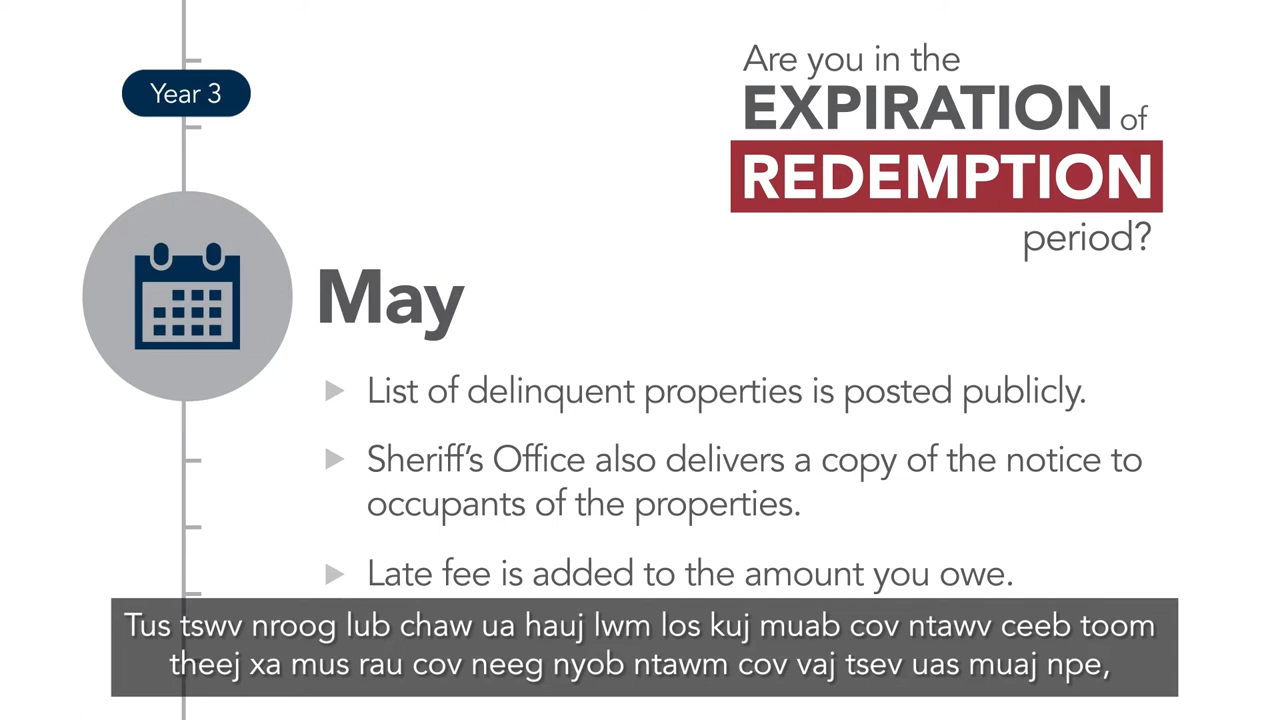 Year 3
Are you in the
EXPIRATION of
REDEMPTION
period?
May
List of delinquent properties is posted publicly.
Sheriff's Office also delivers a copy of the notice to
occupants of the properties.
Late fee is added to the amount you owe.
Tus tswv nroog lub chaw ua hauj lwm los kuj muab cov ntawv ceeb toom
theej xa mus rau cov neeg nyob ntawm cov vaj tsev uas muaj npe,